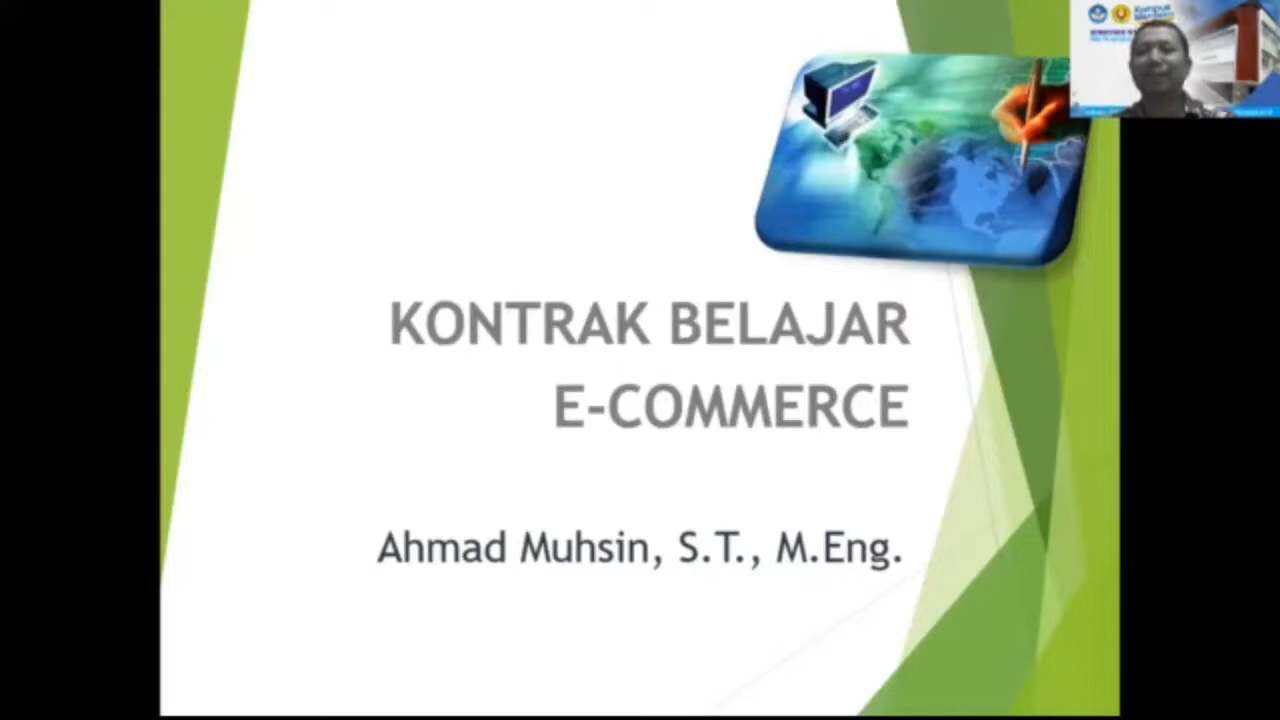 KONTRAK BELAJAR
E-COMMERCE
Ahmad Muhsin, S.T., M.Eng.